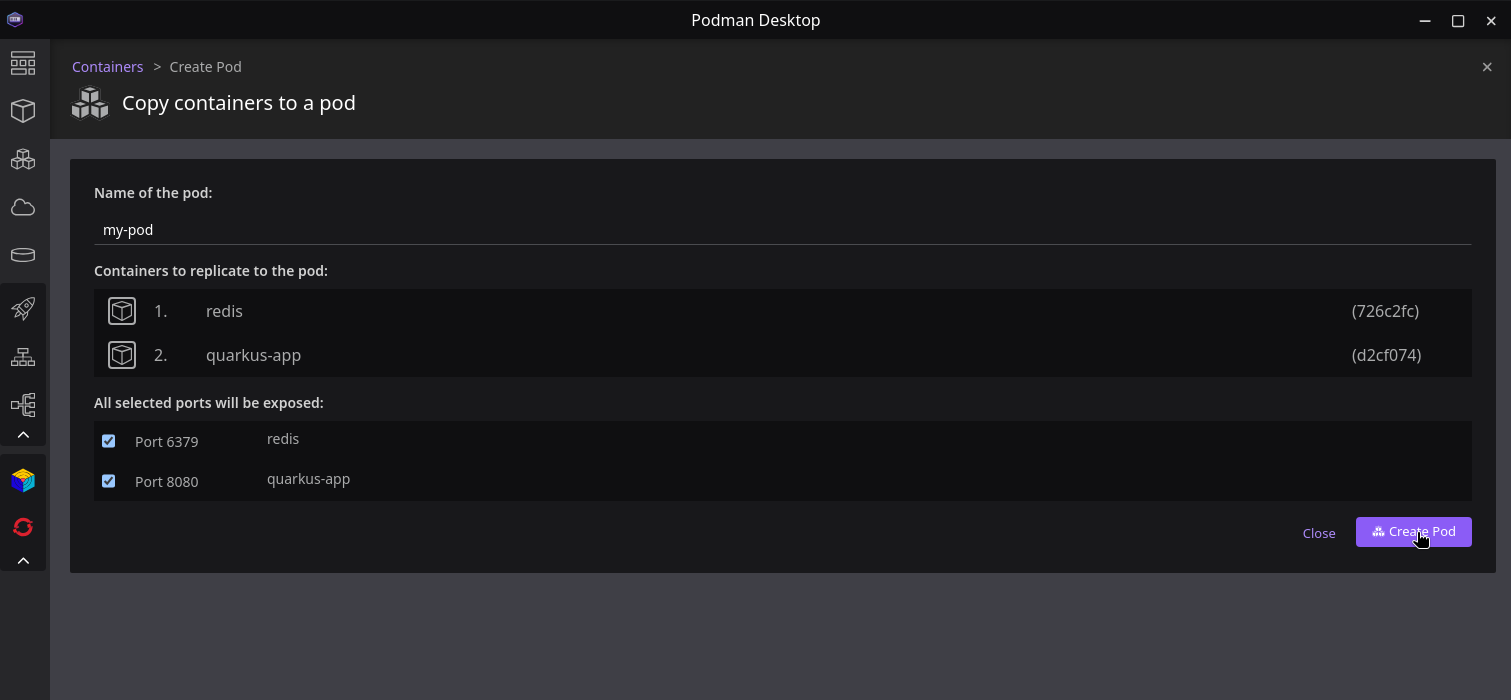 Podman Desktop
Containers > Create Pod
Copy containers to a pod
Name of the pod:
my-pod
Containers to replicate to the pod:
1. redis (726c2fc)
2. quarkus-app (d2cf074)
All selected ports will be exposed:
Port 6379 redis
Port 8080 quarkus-app
Close Create Pod